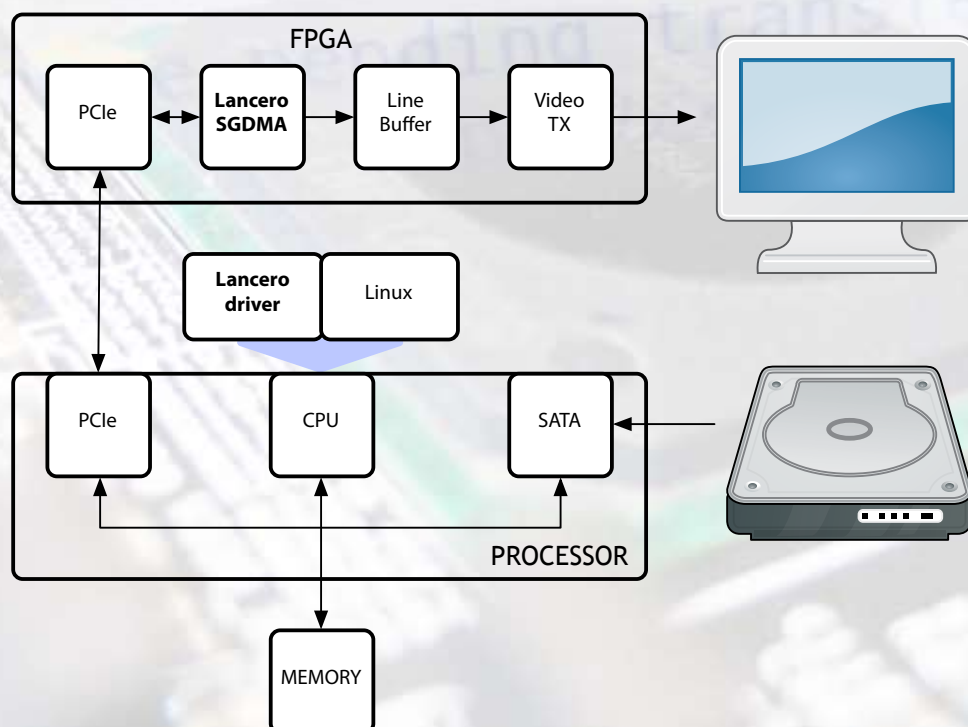 FPGA
PCIe
Lancero
SGDMA
Line
Buffer
Video
TX
Lancero
driver
Linux
PCIe
CPU
SATA
PROCESSOR
MEMORY